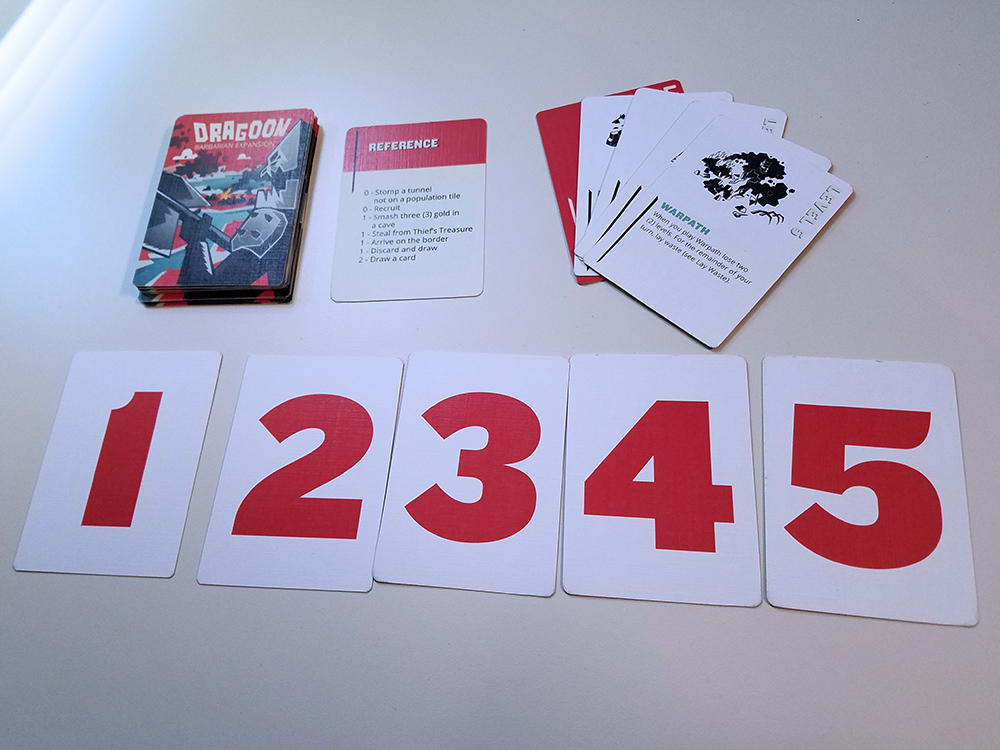 DRAGOON
BARBARIAN EXPANSION
REFERENCE
0 - Stomp a tunnel
not on a population tile
0 - Recruit
1 - Smash three (3) gold in
a cave
1 - Steal from Thief's Treasure
1 - Arrive on the border
1 - Discard and draw
2 - Draw a card
Level 5
WARPATH
When you play Warpath lose two
(2) levels. For the remainder of your
turn, lay waste (see Lay Waste).
1
2
3
4
5